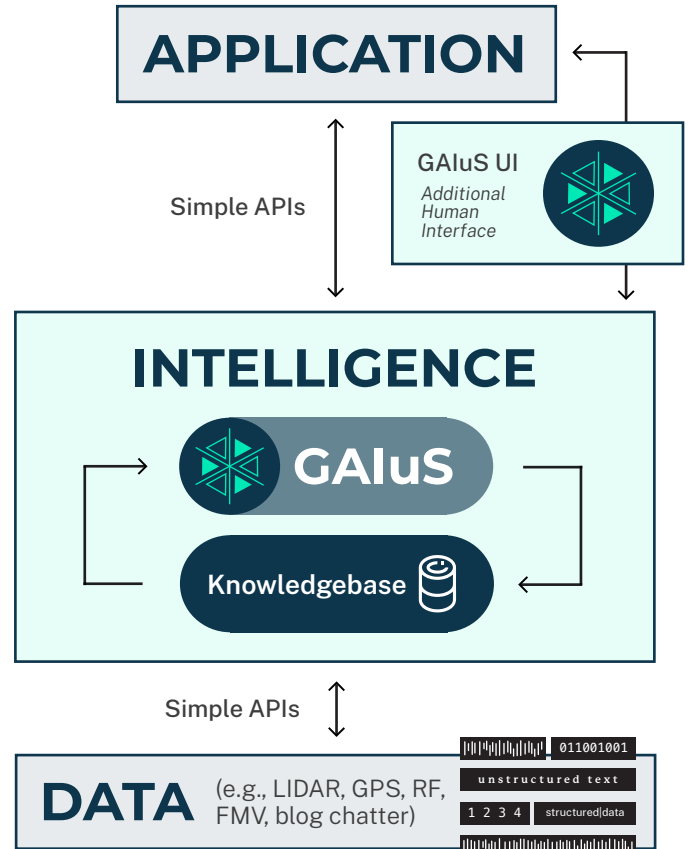 APPLICATION
GAIuS UI
Additional
Human
Interface
Simple APIs
INTELLIGENCE
GAIuS
Knowledgebase
Simple APIs
011001001
unstructured text
DATA
(e.g., LIDAR, GPS, RF,
FMV, blog chatter)
1 2 3 4
structured|data